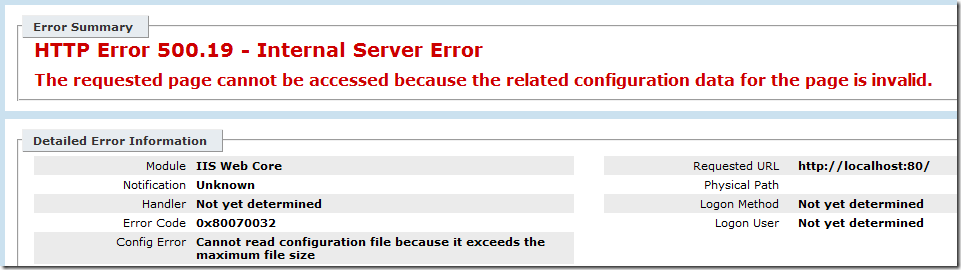 Error Summary
HTTP Error 500.19 - Internal Server Error
The requested page cannot be accessed because the related configuration data for the page is invalid.
Detailed Error Information
Module IIS Web Core
Notification Unknown
Handler Not yet determined
Error Code 0x80070032
Config Error Cannot read configuration file because it exceeds the
maximum file size
Requested URL http://localhost:80/
Physical Path
Logon Method Not yet determined
Logon User Not yet determined